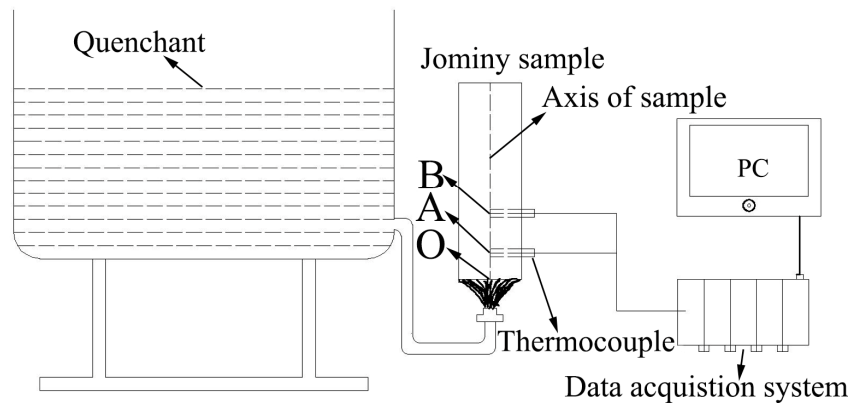 Quenchant
Jominy sample
Axis of sample
B
A
O
PC
Thermocouple
Data acquistion system